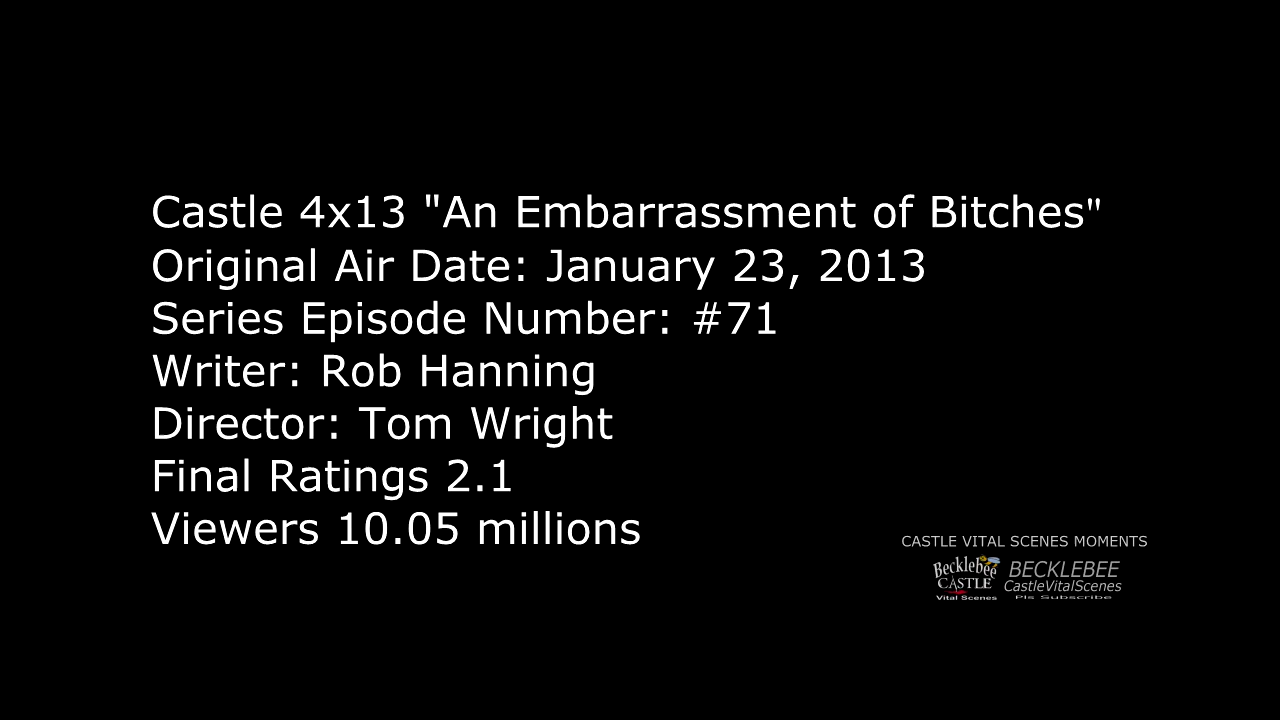 Castle 4x13 "An Embarrassment of Bitches"
Original Air Date: January 23, 2013
Series Episode Number: #71
Writer: Rob Hanning
Director: Tom Wright
Final Ratings 2.1
Viewers 10.05 millions
CASTLE VITAL SCENES MOMENTS
Becklebee
CASTLE
Vital Scenes
BECKLEBEE
CastleVitalScenes
Pls Subscribe